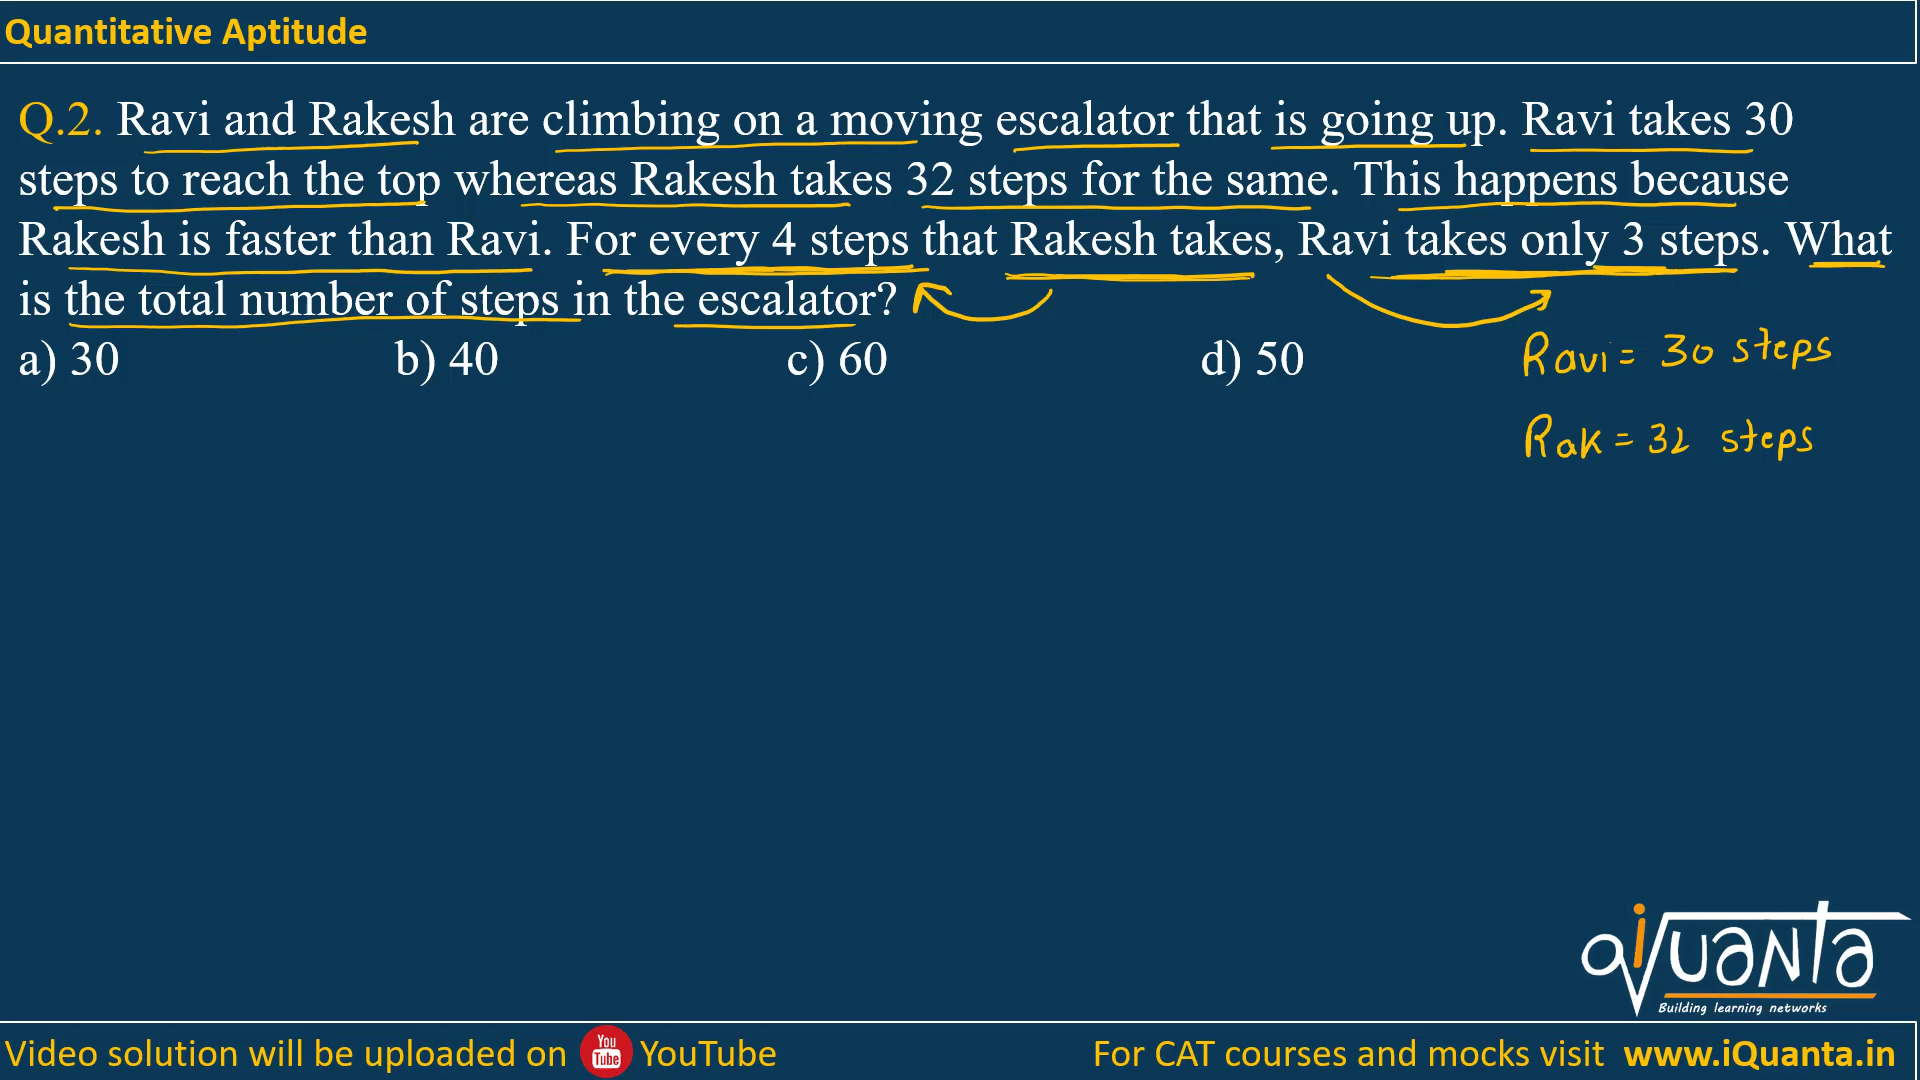 Quantitative Aptitude
Q.2. Ravi and Rakesh are climbing on a moving escalator that is going up. Ravi takes 30
steps to reach the top whereas Rakesh takes 32 steps for the same. This happens because
Rakesh is faster than Ravi. For every 4 steps that Rakesh takes, Ravi takes only 3 steps. What
is the total number of steps in the escalator?
a) 30 b) 40 c) 60 d) 50
Ravi = 30 steps
Rak = 32 steps
iQuanta
Building learning networks
Video solution will be uploaded on You Tube YouTube
For CAT courses and mocks visit www.iQuanta.in